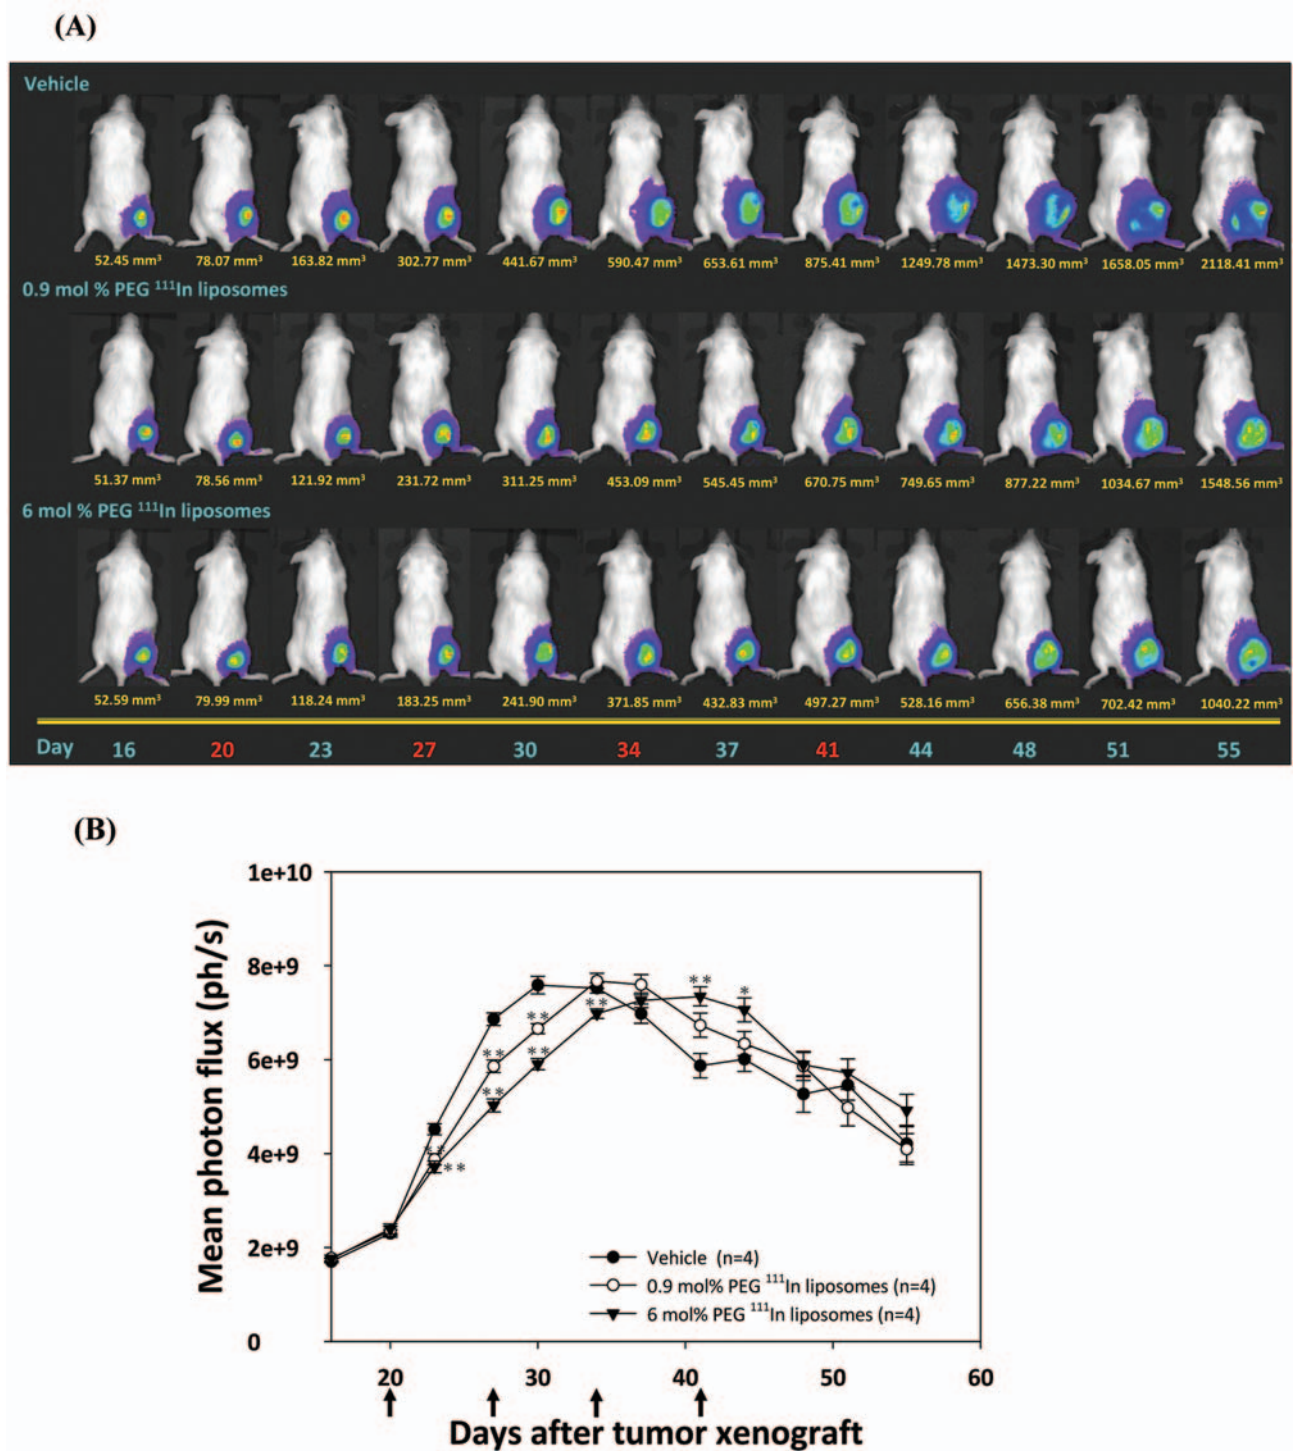 (A)
Vehicle
52.45 mm³ 78.07 mm³ 163.82 mm³ 302.77 mm³ 441.67 mm³ 590.47 mm³ 653.61 mm³ 875.41 mm³ 1249.78 mm³ 1473.30 mm³ 1658.05 mm³ 2118.41 mm³
0.9 mol % PEG ¹¹¹In liposomes
51.37 mm³ 78.56 mm³ 121.92 mm³ 231.72 mm³ 311.25 mm³ 453.09 mm³ 545.45 mm³ 670.75 mm³ 749.65 mm³ 877.22 mm³ 1034.67 mm³ 1548.56 mm³
6 mol % PEG ¹¹¹In liposomes
52.59 mm³ 79.99 mm³ 118.24 mm³ 183.25 mm³ 241.90 mm³ 371.85 mm³ 432.83 mm³ 497.27 mm³ 528.16 mm³ 656.38 mm³ 702.42 mm³ 1040.22 mm³
Day 16 20 23 27 30 34 37 41 44 48 51 55
(B)
Mean photon flux (ph/s)
1e+10
8e+9
6e+9
4e+9
2e+9
0
** ** ** ** ** ** ** ** *
Vehicle (n=4)
0.9 mol% PEG ¹¹¹In liposomes (n=4)
6 mol% PEG ¹¹¹In liposomes (n=4)
20 30 40 50 60
Days after tumor xenograft